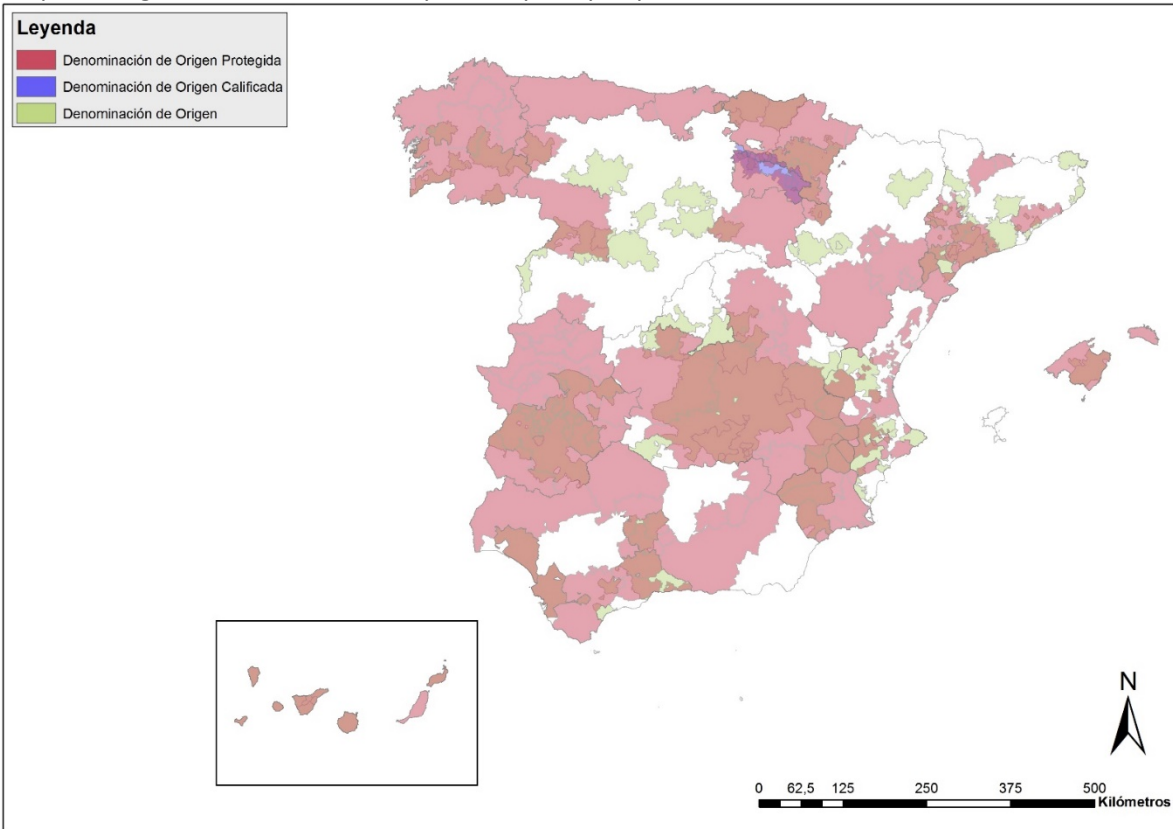 Leyenda
Denominación de Origen Protegida
Denominación de Origen Calificada
Denominación de Origen
N
0 62,5 125 250 375 500
Kilómetros